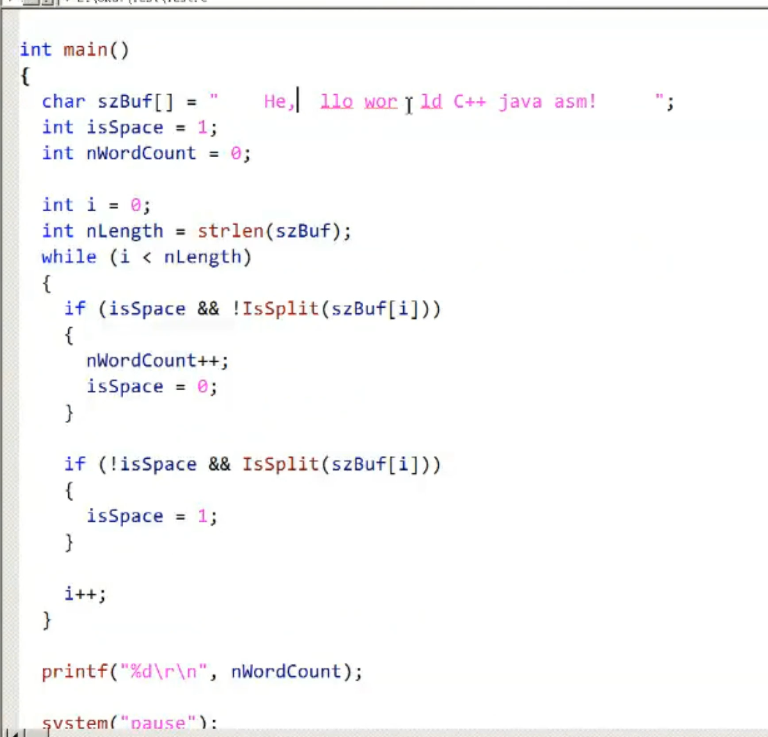 int main()
{
char szBuf[] = "    He,  llo wor  ld C++ java asm!     ";
int isSpace = 1;
int nWordCount = 0;
int i = 0;
int nLength = strlen(szBuf);
while (i < nLength)
{
if (isSpace && !IsSplit(szBuf[i]))
{
nWordCount++;
isSpace = 0;
}
if (!isSpace && IsSplit(szBuf[i]))
{
isSpace = 1;
}
i++;
}
printf("%d\r\n", nWordCount);
system("pause");